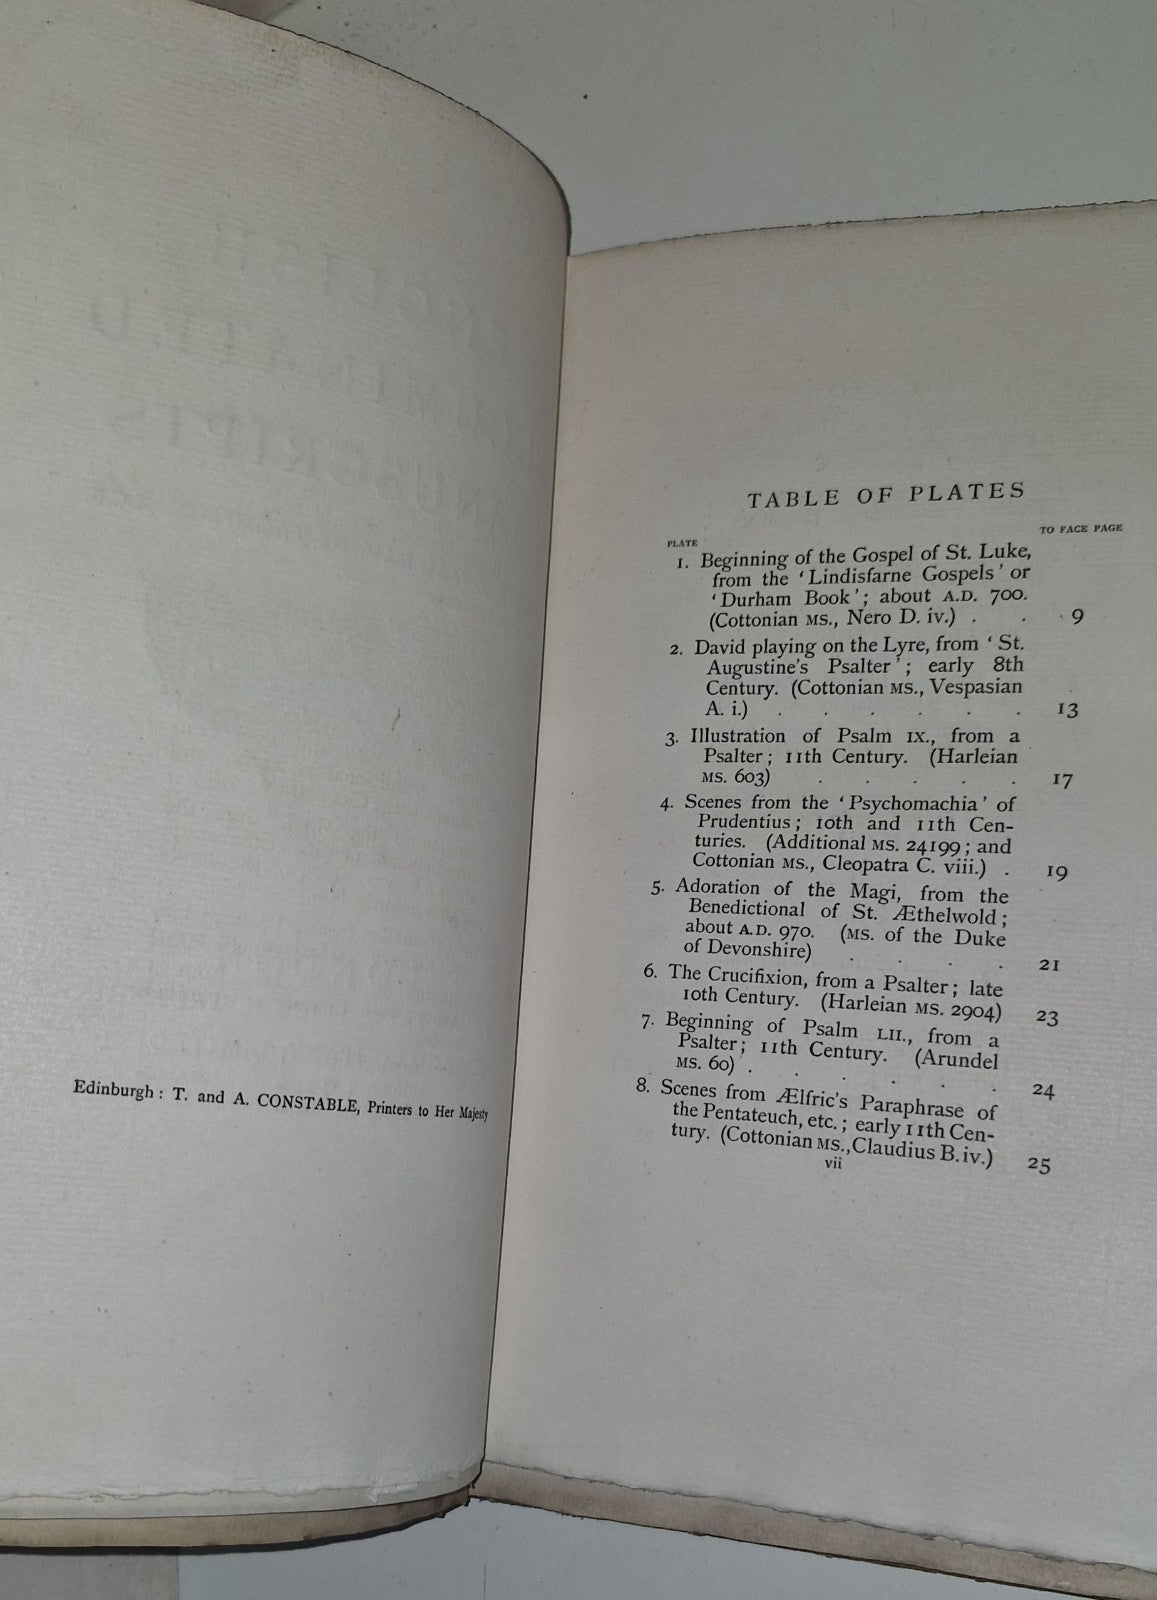 Edinburgh : T. and A. CONSTABLE, Printers to Her Majesty
TABLE OF PLATES
PLATE TO FACE PAGE
1. Beginning of the Gospel of St. Luke,
from the ‘Lindisfarne Gospels’ or
‘Durham Book’; about A.D. 700.
(Cottonian MS., Nero D. iv.) . . . 9
2. David playing on the Lyre, from ‘St.
Augustine's Psalter’; early 8th
Century. (Cottonian MS., Vespasian
A. i.) . . . . . . 13
3. Illustration of Psalm IX., from a
Psalter; 11th Century. (Harleian
MS. 603) . . . . . 17
4. Scenes from the ‘Psychomachia’ of
Prudentius; 10th and 11th Cen-
turies. (Additional MS. 24199; and
Cottonian MS., Cleopatra C. viii.) . 19
5. Adoration of the Magi, from the
Benedictional of St. Æthelwold;
about A.D. 970. (MS. of the Duke
of Devonshire) . . . . 21
6. The Crucifixion, from a Psalter; late
10th Century. (Harleian MS. 2904) 23
7. Beginning of Psalm LII., from a
Psalter; 11th Century. (Arundel
MS. 60) . . . . . . 24
8. Scenes from Ælfric's Paraphrase of
the Pentateuch, etc.; early 11th Cen-
tury. (Cottonian MS., Claudius B. iv.) 25
vii